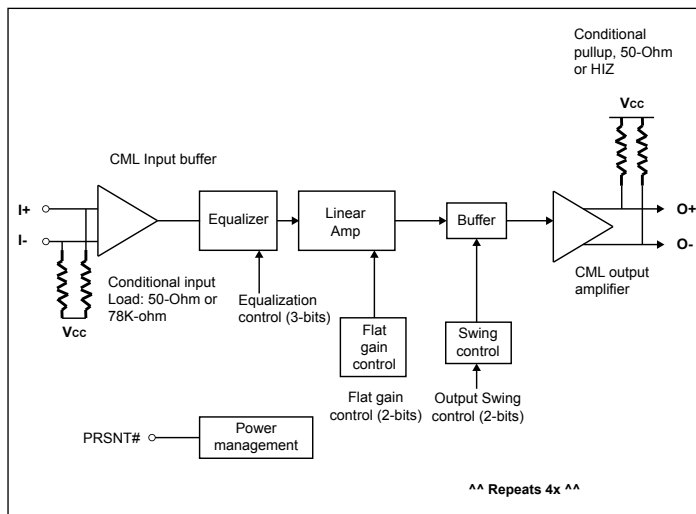 Conditional
pullup, 50-Ohm
or HIZ
Vcc
CML Input buffer
I+
I-
Equalizer
Linear
Amp
Buffer
O+
O-
CML output
amplifier
Conditional input
Load: 50-Ohm or
78K-ohm
Vcc
Equalization
control (3-bits)
Flat
gain
control
Swing
control
Flat gain
control (2-bits)
Output Swing
control (2-bits)
PRSNT#
Power
management
^^ Repeats 4x ^^